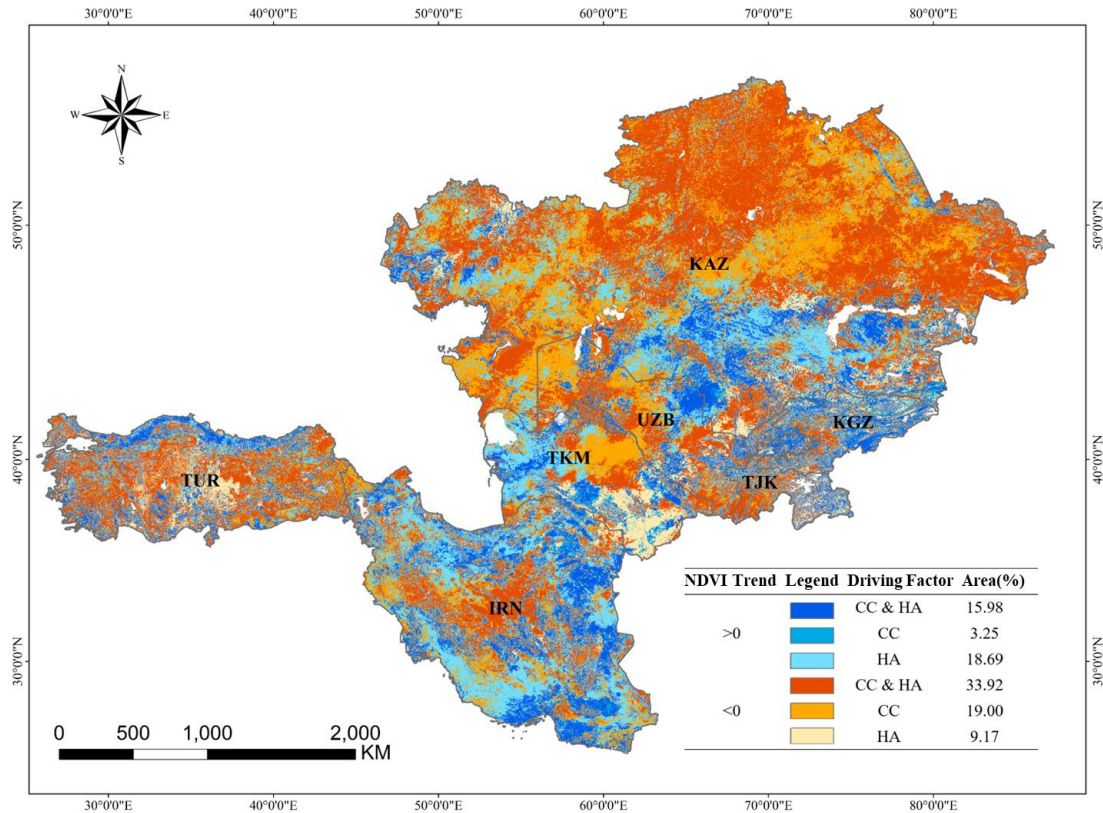 30°0'0"E 40°0'0"E 50°0'0"E 60°0'0"E 70°0'0"E 80°0'0"E
N
W E
S
50°0'0"N 50°0'0"N
KAZ
UZB KGZ
40°0'0"N 40°0'0"N
TKM
TUR TJK
NDVI Trend Legend Driving Factor Area(%)
CC & HA 15.98
>0 CC 3.25
HA 18.69
CC & HA 33.92
<0 CC 19.00
HA 9.17
IRN
30°0'0"N 30°0'0"N
0 500 1,000 2,000
KM
30°0'0"E 40°0'0"E 50°0'0"E 60°0'0"E 70°0'0"E 80°0'0"E